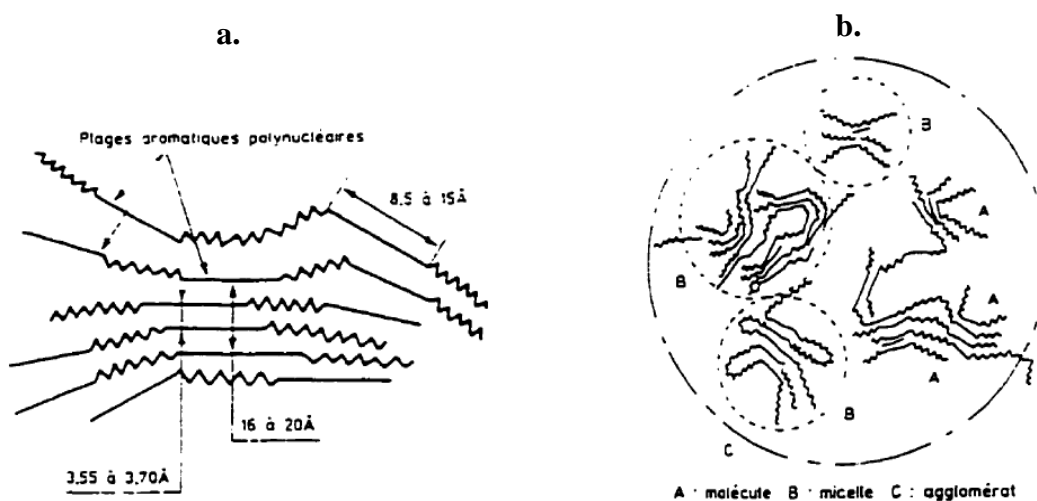 a.
b.
Plages aromatiques polynucléaires
8,5 à 15Å
16 à 20Å
3,55 à 3,70Å
B
A
B
A
A
B
C
A : molécule B : micelle C : agglomérat